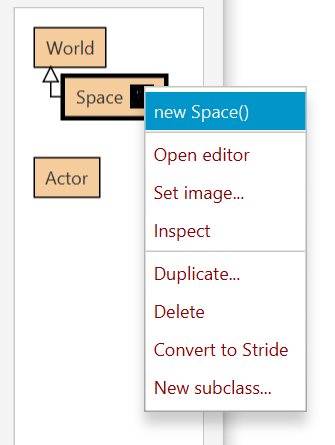 World
Space
new Space()
Open editor
Set image...
Inspect
Actor
Duplicate...
Delete
Convert to Stride
New subclass...